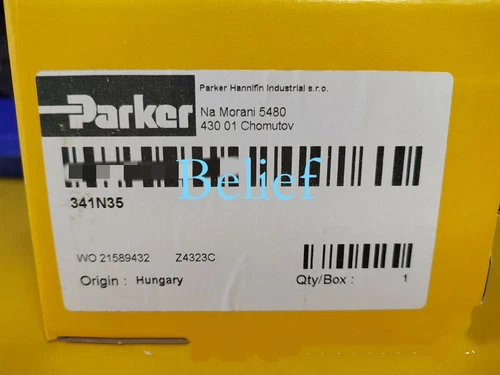 Parker
Parker Hannifin Industrial s.r.o.
Na Morani 5480
430 01 Chomutov
Belief
341N35
WO 21589432 Z4323C
Origin : Hungary
Qty/Box : 1